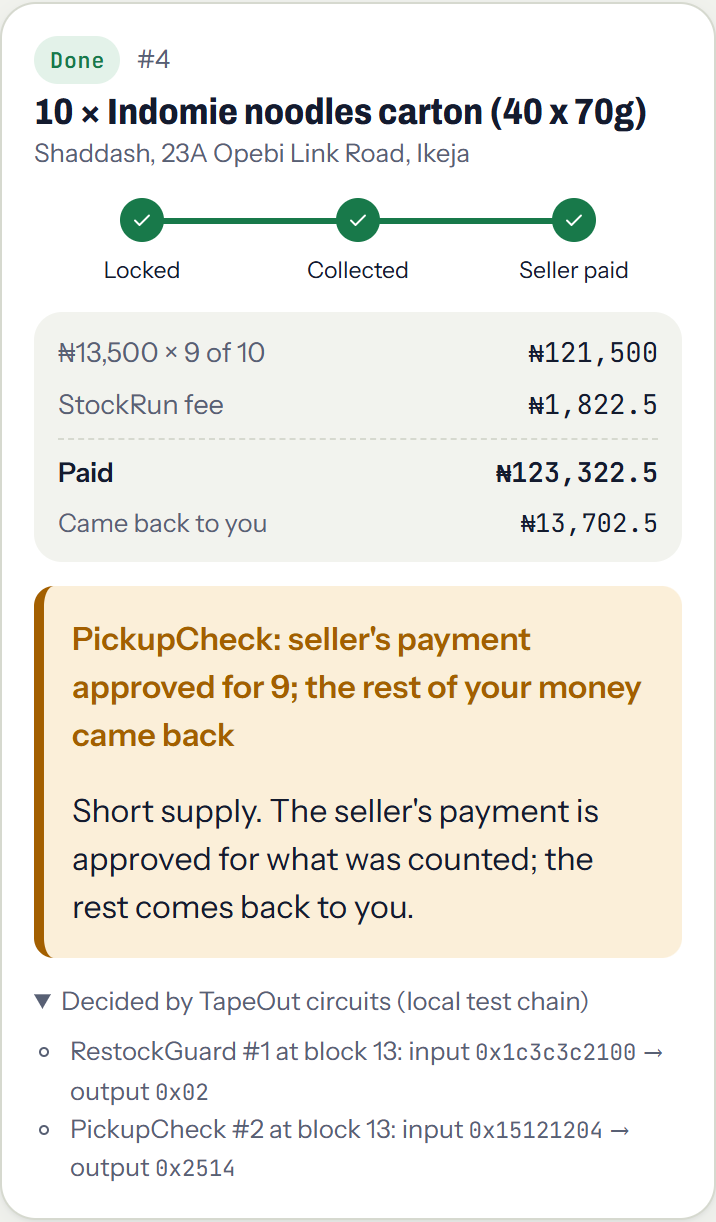 Done #4
10 × Indomie noodles carton (40 x 70g)
Shaddash, 23A Opebi Link Road, Ikeja
Locked Collected Seller paid
₦13,500 × 9 of 10 ₦121,500
StockRun fee ₦1,822.5
Paid ₦123,322.5
Came back to you ₦13,702.5
PickupCheck: seller's payment
approved for 9; the rest of your money
came back
Short supply. The seller's payment is
approved for what was counted; the
rest comes back to you.
▼ Decided by TapeOut circuits (local test chain)
RestockGuard #1 at block 13: input 0x1c3c3c2100 →
output 0x02
PickupCheck #2 at block 13: input 0x15121204 →
output 0x2514